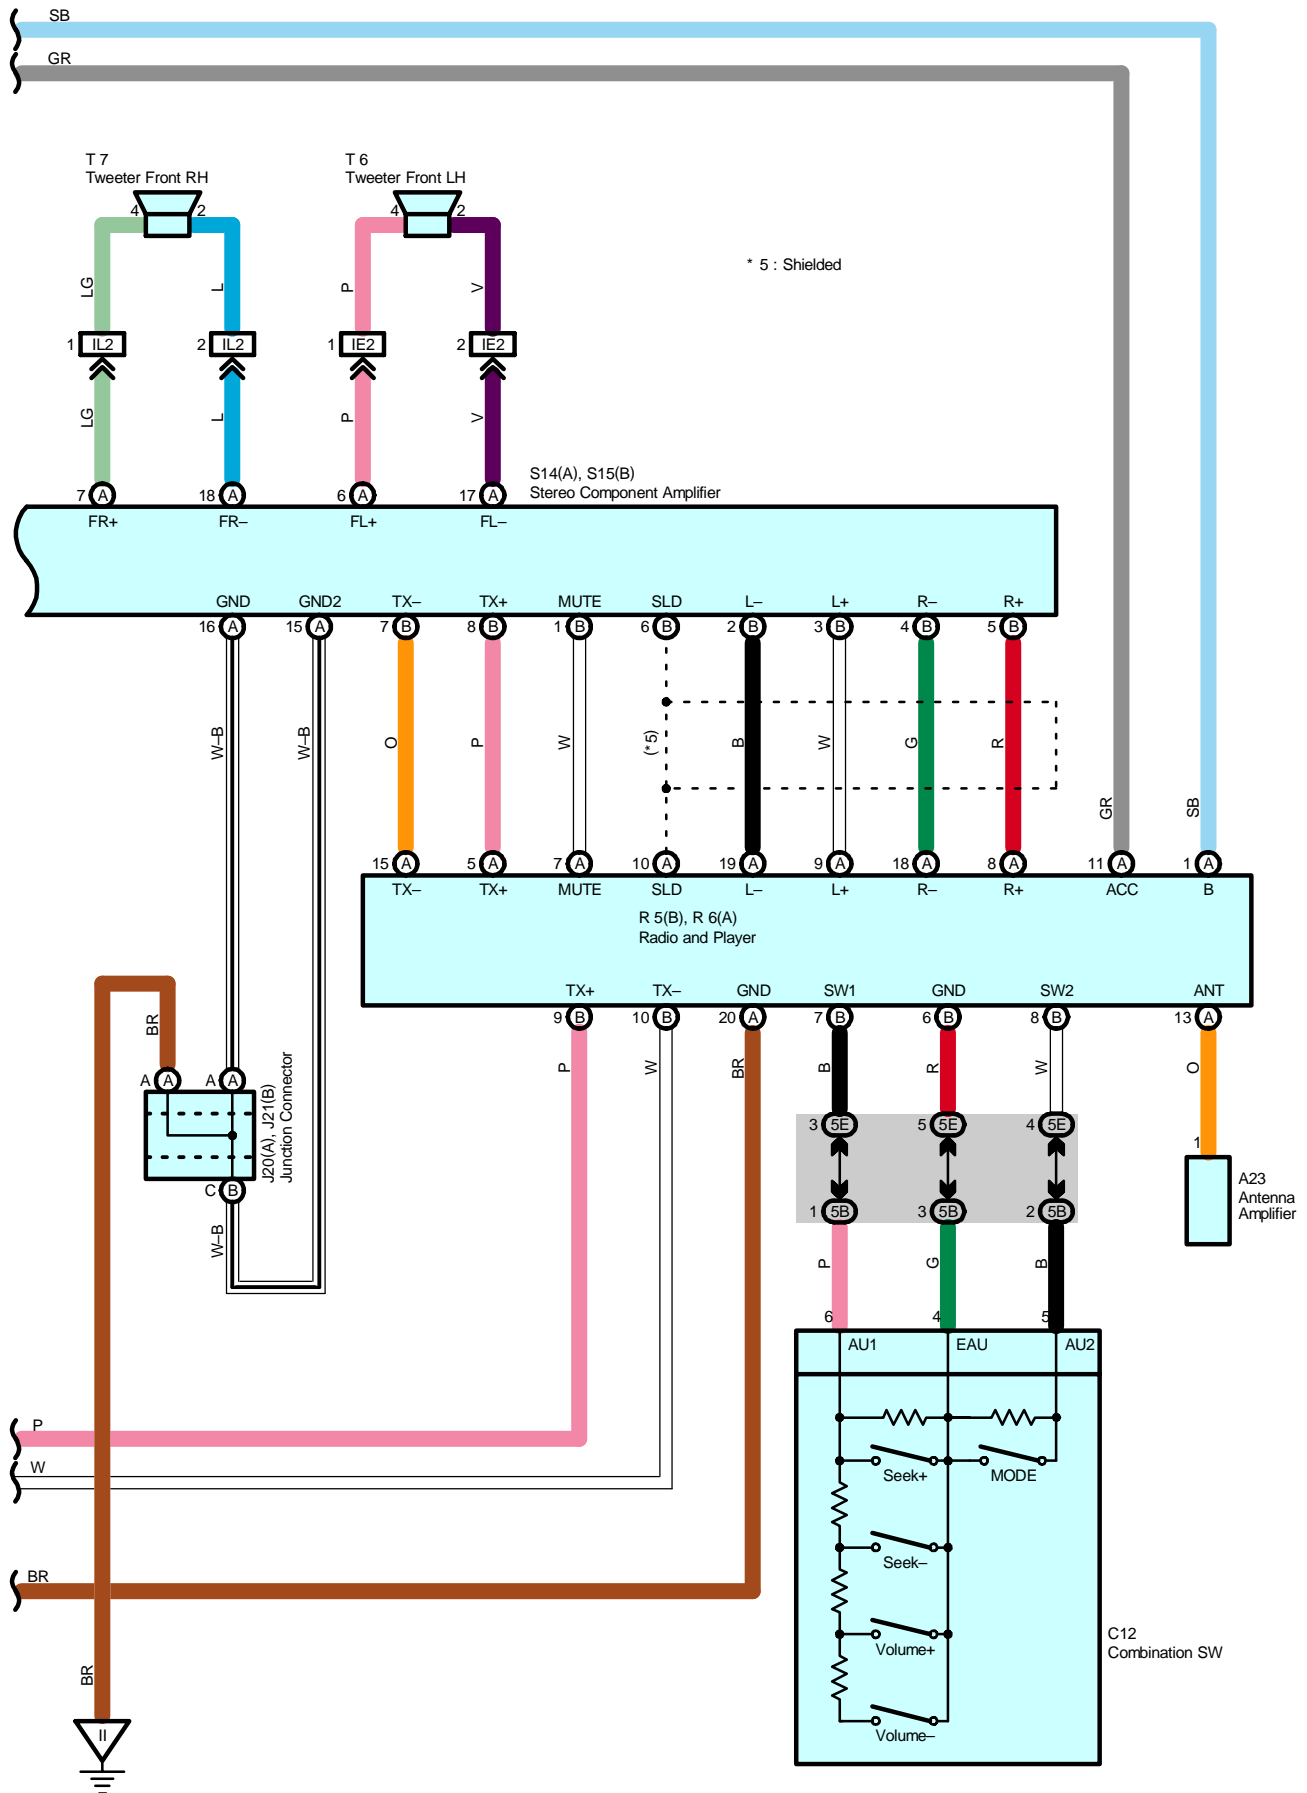 SB
GR
T 7
Tweeter Front RH
T 6
Tweeter Front LH
4 2 4 2
* 5 : Shielded
LG L P V
1 IL2 2 IL2 1 IE2 2 IE2
LG L P V
S14(A), S15(B)
Stereo Component Amplifier
7 A 18 A 6 A 17 A
FR+ FR– FL+ FL–
GND GND2 TX– TX+ MUTE SLD L– L+ R– R+
16 A 15 A 7 B 8 B 1 B 6 B 2 B 3 B 4 B 5 B
W–B W–B O P W (*5) B W G R
GR SB
15 A 5 A 7 A 10 A 19 A 9 A 18 A 8 A 11 A 1 A
TX– TX+ MUTE SLD L– L+ R– R+ ACC B
R 5(B), R 6(A)
Radio and Player
TX+ TX– GND SW1 GND SW2 ANT
9 B 10 B 20 A 7 B 6 B 8 B 13 A
BR P W BR B R W O
A A A A
J20(A), J21(B)
Junction Connector
3 5E 5 5E 4 5E 1
C B
A23
Antenna
Amplifier
1 5B 3 5B 2 5B
W–B P G B
6 4 5
AU1 EAU AU2
P
W
Seek+ MODE
Seek–
BR
Volume+
C12
Combination SW
BR
Volume–
II